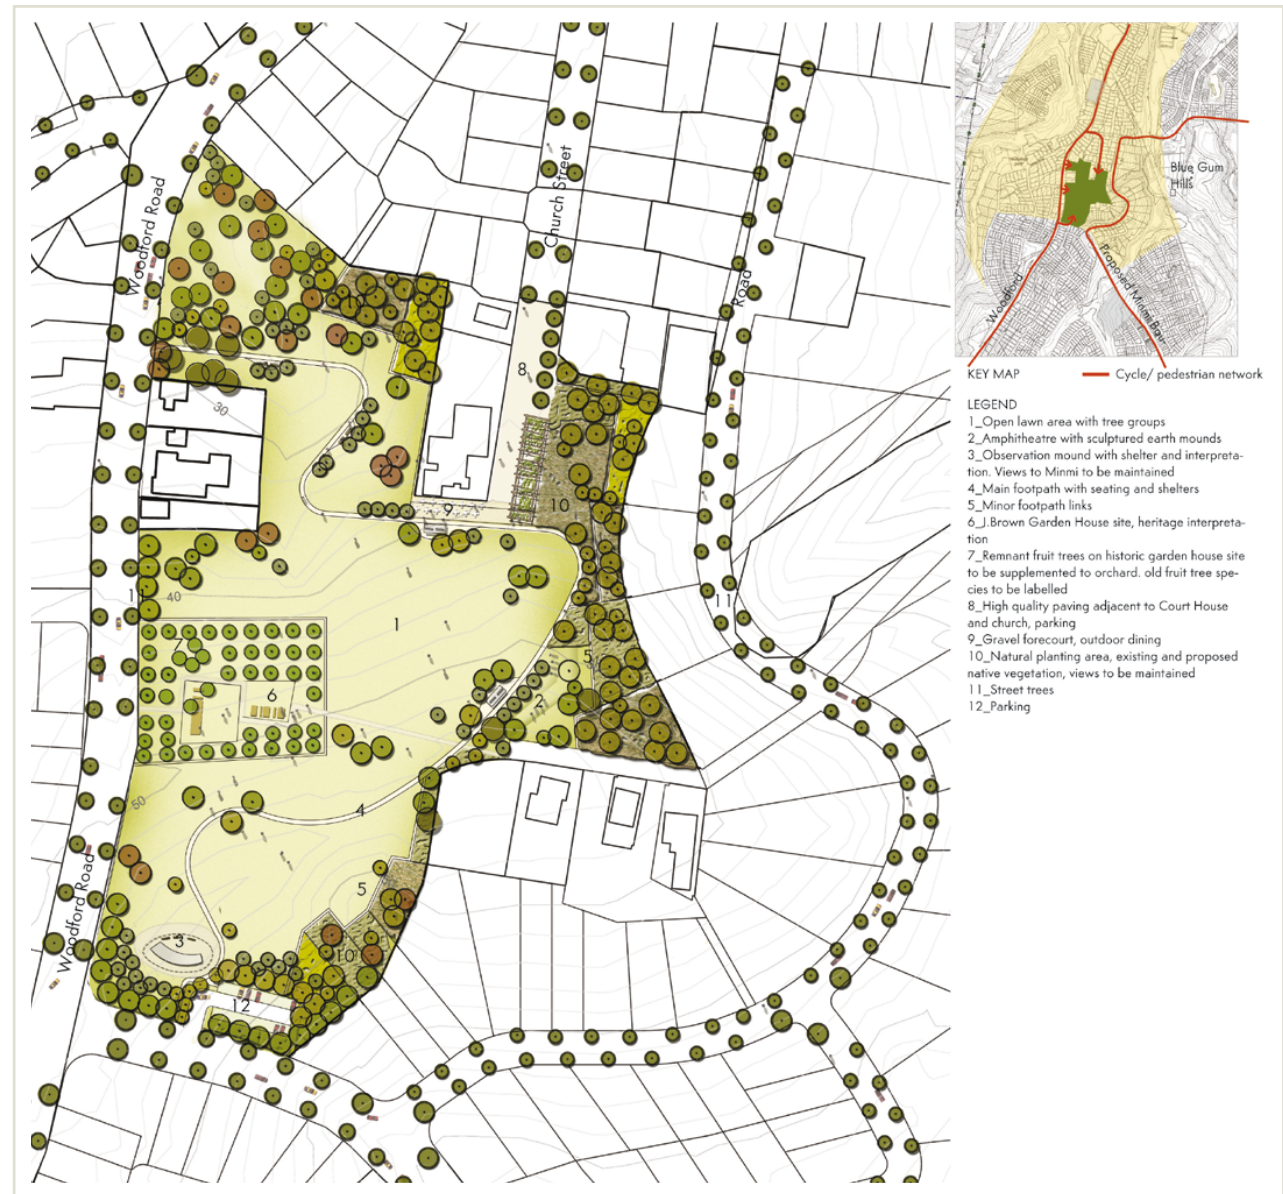 Woodford Road
Church Street
Road
30
8
9
10
11
40
1
11
7
6
5
2
50
4
Woodford Road
5
3
10
12
Blue Gum
Hills
Woodford
Proposed Minmi
KEY MAP
Cycle/ pedestrian network
LEGEND
1_Open lawn area with tree groups
2_Amphitheatre with sculptured earth mounds
3_Observation mound with shelter and interpreta-
tion. Views to Minmi to be maintained
4_Main footpath with seating and shelters
5_Minor footpath links
6_J.Brown Garden House site, heritage interpreta-
tion
7_Remnant fruit trees on historic garden house site
to be supplemented to orchard. old fruit tree spe-
cies to be labelled
8_High quality paving adjacent to Court House
and church, parking
9_Gravel forecourt, outdoor dining
10_Natural planting area, existing and proposed
native vegetation, views to be maintained
11_Street trees
12_Parking